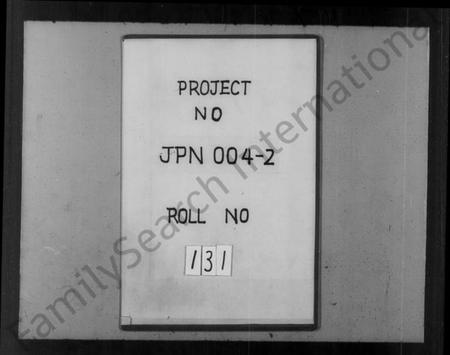 PROJECT
NO
JPN 004-2
ROLL NO
131
FamilySearch International